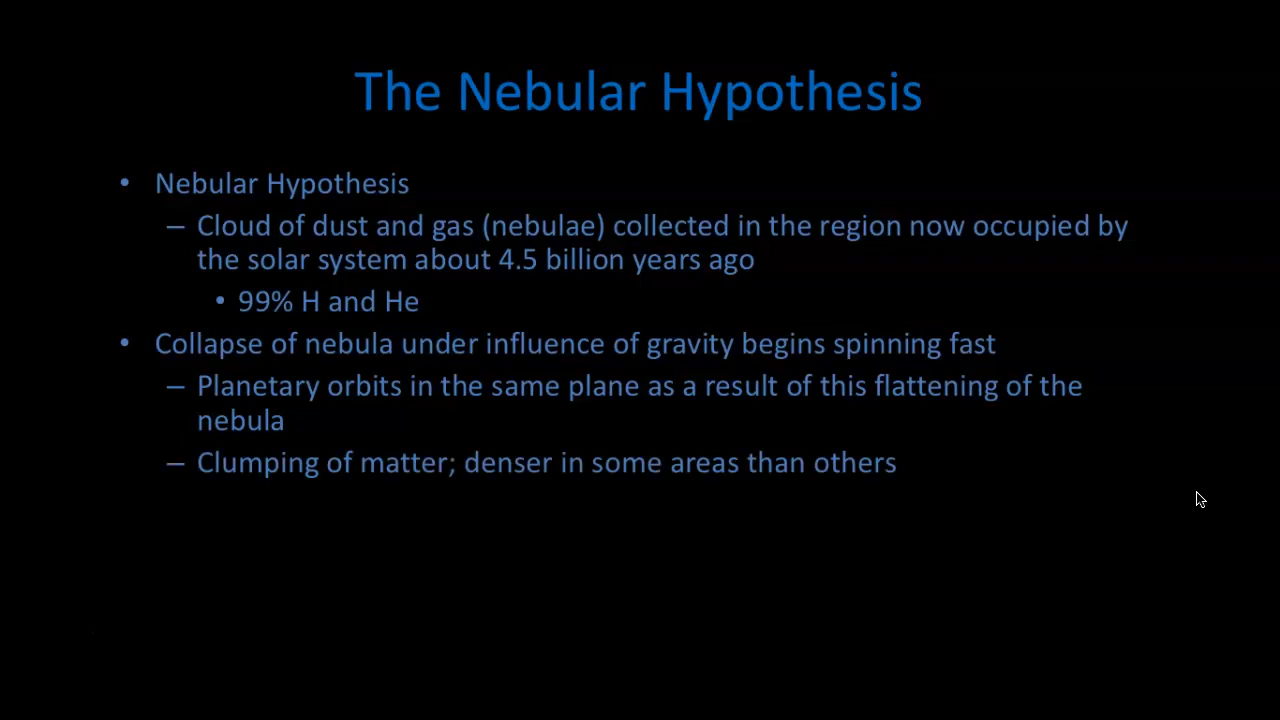 The Nebular Hypothesis
• Nebular Hypothesis
– Cloud of dust and gas (nebulae) collected in the region now occupied by
the solar system about 4.5 billion years ago
• 99% H and He
• Collapse of nebula under influence of gravity begins spinning fast
– Planetary orbits in the same plane as a result of this flattening of the
nebula
– Clumping of matter; denser in some areas than others